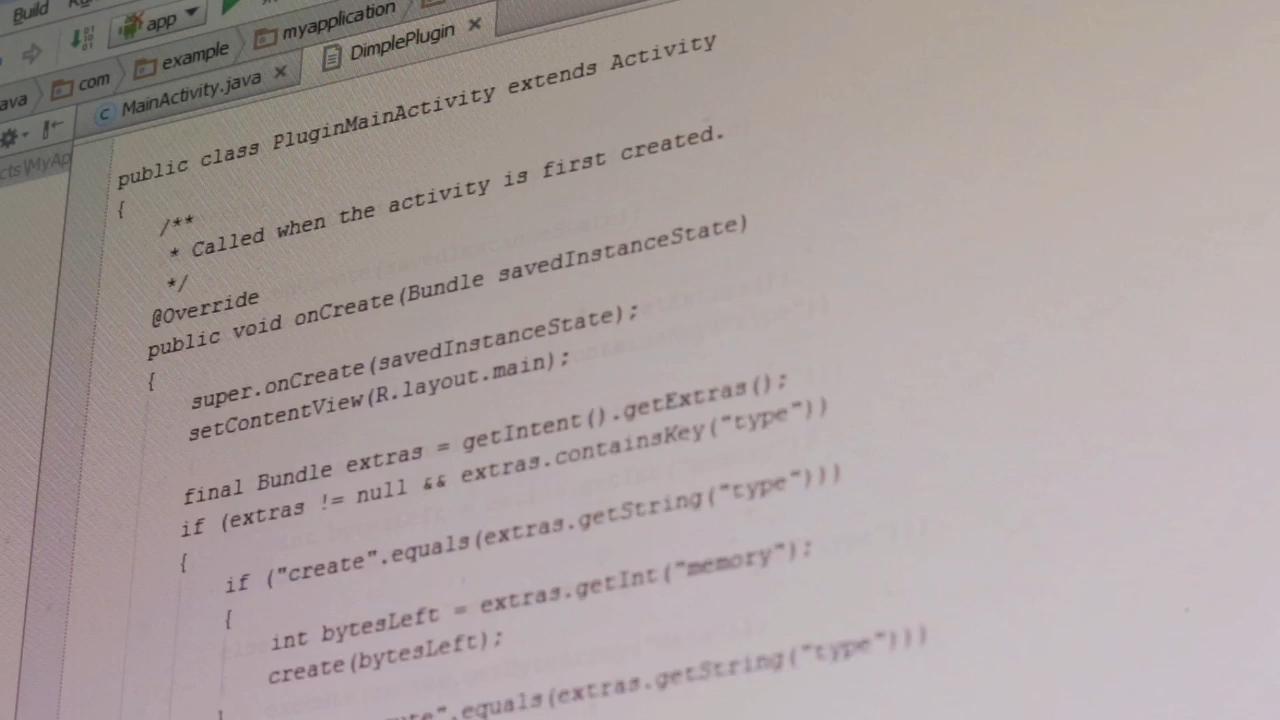 Build
app
ava com example myapplication
MainActivity.java DimplePlugin
cts\MyAp
public class PluginMainActivity extends Activity
{
/**
* Called when the activity is first created.
*/
@Override
public void onCreate(Bundle savedInstanceState)
{
super.onCreate(savedInstanceState);
setContentView(R.layout.main);
final Bundle extras = getIntent().getExtras();
if (extras != null && extras.containsKey("type"))
{
if ("create".equals(extras.getString("type")))
{
int bytesLeft = extras.getInt("memory");
create(bytesLeft);
ute".equals(extras.getString("type")))